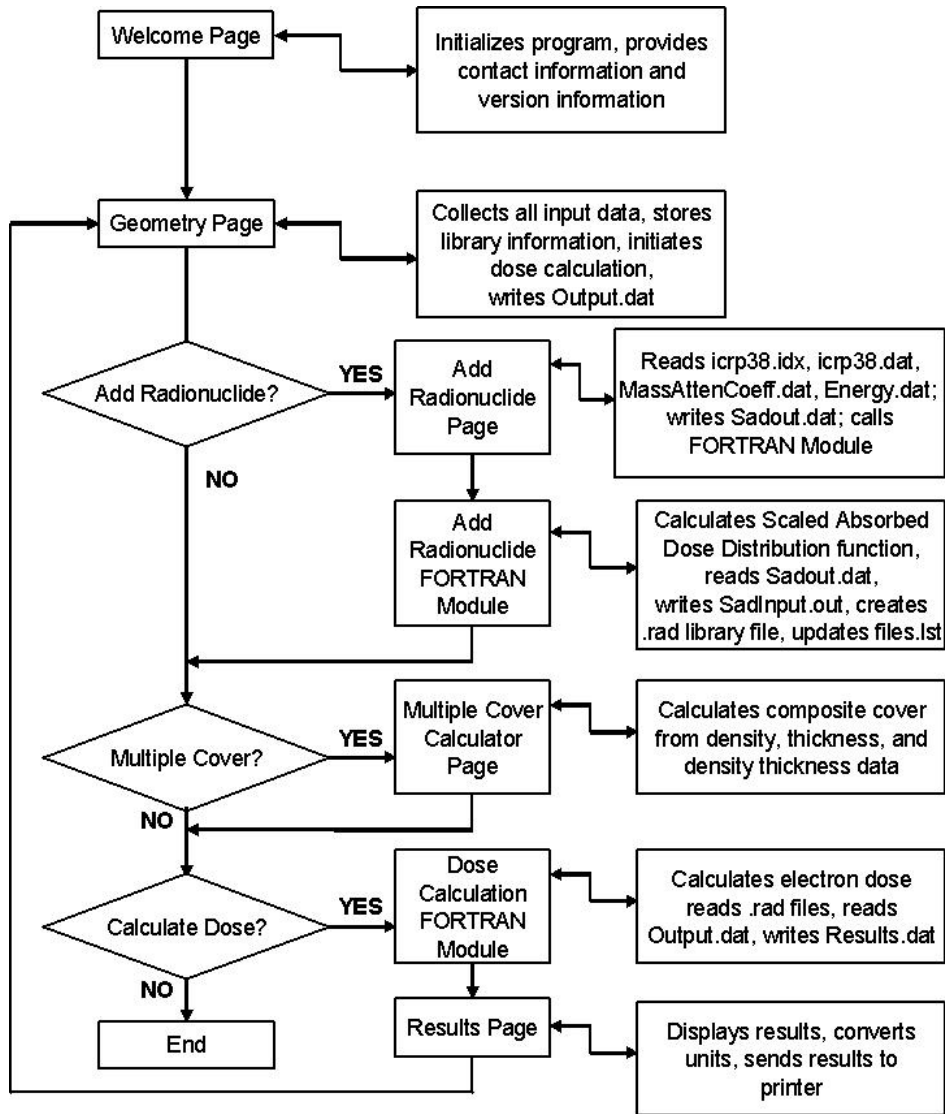 Welcome Page
Initializes program, provides
contact information and
version information
Geometry Page
Collects all input data, stores
library information, initiates
dose calculation,
writes Output.dat
Add Radionuclide?
YES
NO
Add
Radionuclide
Page
Reads icrp38.idx, icrp38.dat,
MassAttenCoeff.dat, Energy.dat;
writes Sadout.dat; calls
FORTRAN Module
Add
Radionuclide
FORTRAN
Module
Calculates Scaled Absorbed
Dose Distribution function,
reads Sadout.dat,
writes SadInput.out, creates
.rad library file, updates files.lst
Multiple Cover?
YES
NO
Multiple Cover
Calculator
Page
Calculates composite cover
from density, thickness, and
density thickness data
Calculate Dose?
YES
NO
Dose
Calculation
FORTRAN
Module
Calculates electron dose
reads .rad files, reads
Output.dat, writes Results.dat
End
Results Page
Displays results, converts
units, sends results to
printer